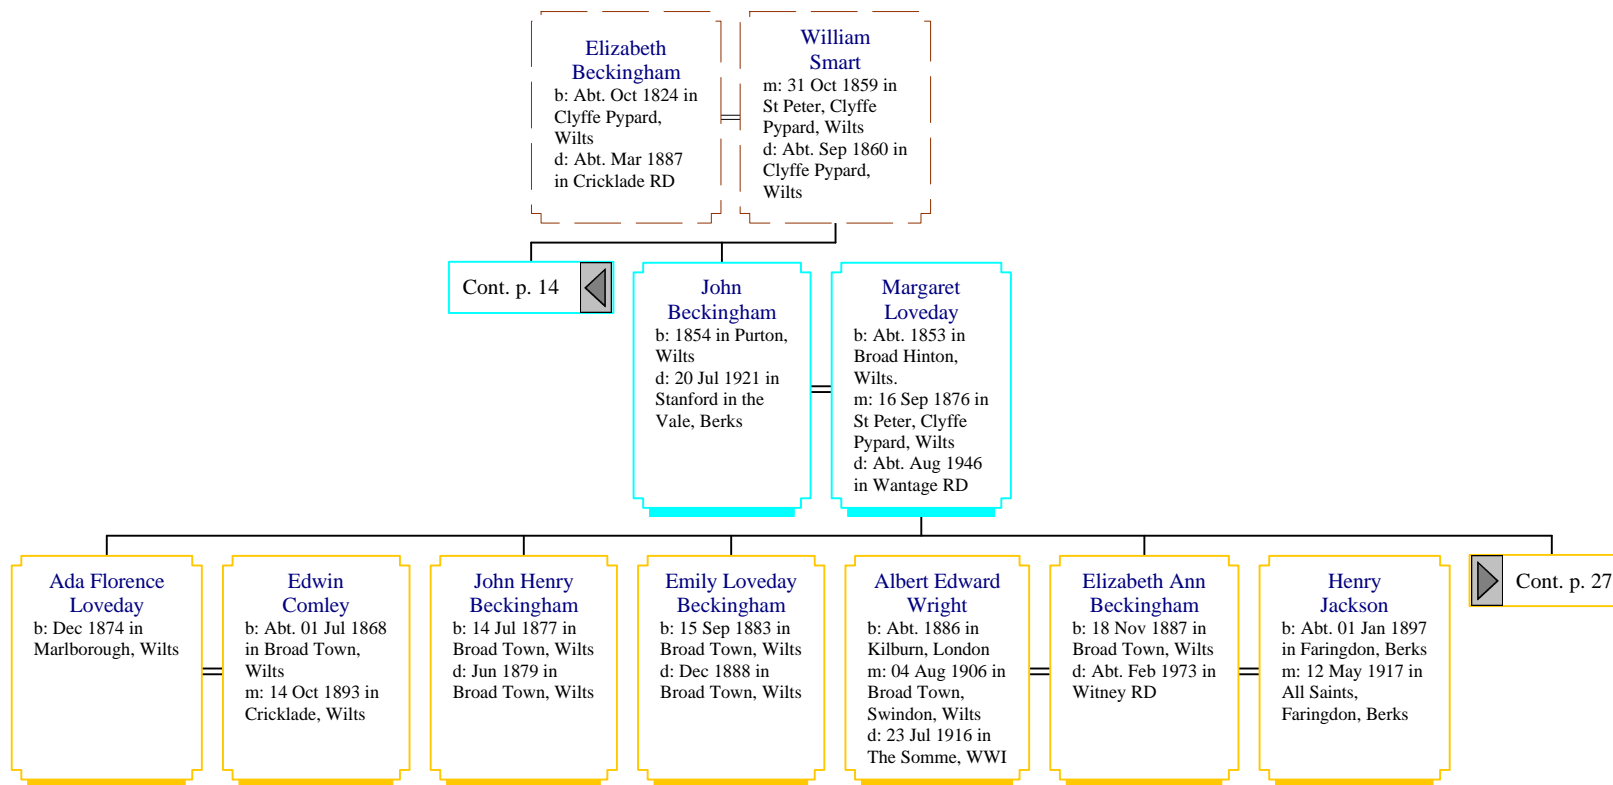 Elizabeth
Beckingham
b: Abt. Oct 1824 in
Clyffe Pypard,
Wilts
d: Abt. Mar 1887
in Cricklade RD
William
Smart
m: 31 Oct 1859 in
St Peter, Clyffe
Pypard, Wilts
d: Abt. Sep 1860 in
Clyffe Pypard,
Wilts
Cont. p. 14
John
Beckingham
b: 1854 in Purton,
Wilts
d: 20 Jul 1921 in
Stanford in the
Vale, Berks
Margaret
Loveday
b: Abt. 1853 in
Broad Hinton,
Wilts.
m: 16 Sep 1876 in
St Peter, Clyffe
Pypard, Wilts
d: Abt. Aug 1946
in Wantage RD
Ada Florence
Loveday
b: Dec 1874 in
Marlborough, Wilts
Edwin
Comley
b: Abt. 01 Jul 1868
in Broad Town,
Wilts
m: 14 Oct 1893 in
Cricklade, Wilts
John Henry
Beckingham
b: 14 Jul 1877 in
Broad Town, Wilts
d: Jun 1879 in
Broad Town, Wilts
Emily Loveday
Beckingham
b: 15 Sep 1883 in
Broad Town, Wilts
d: Dec 1888 in
Broad Town, Wilts
Albert Edward
Wright
b: Abt. 1886 in
Kilburn, London
m: 04 Aug 1906 in
Broad Town,
Swindon, Wilts
d: 23 Jul 1916 in
The Somme, WWI
Elizabeth Ann
Beckingham
b: 18 Nov 1887 in
Broad Town, Wilts
d: Abt. Feb 1973 in
Witney RD
Henry
Jackson
b: Abt. 01 Jan 1897
in Faringdon, Berks
m: 12 May 1917 in
All Saints,
Faringdon, Berks
Cont. p. 27